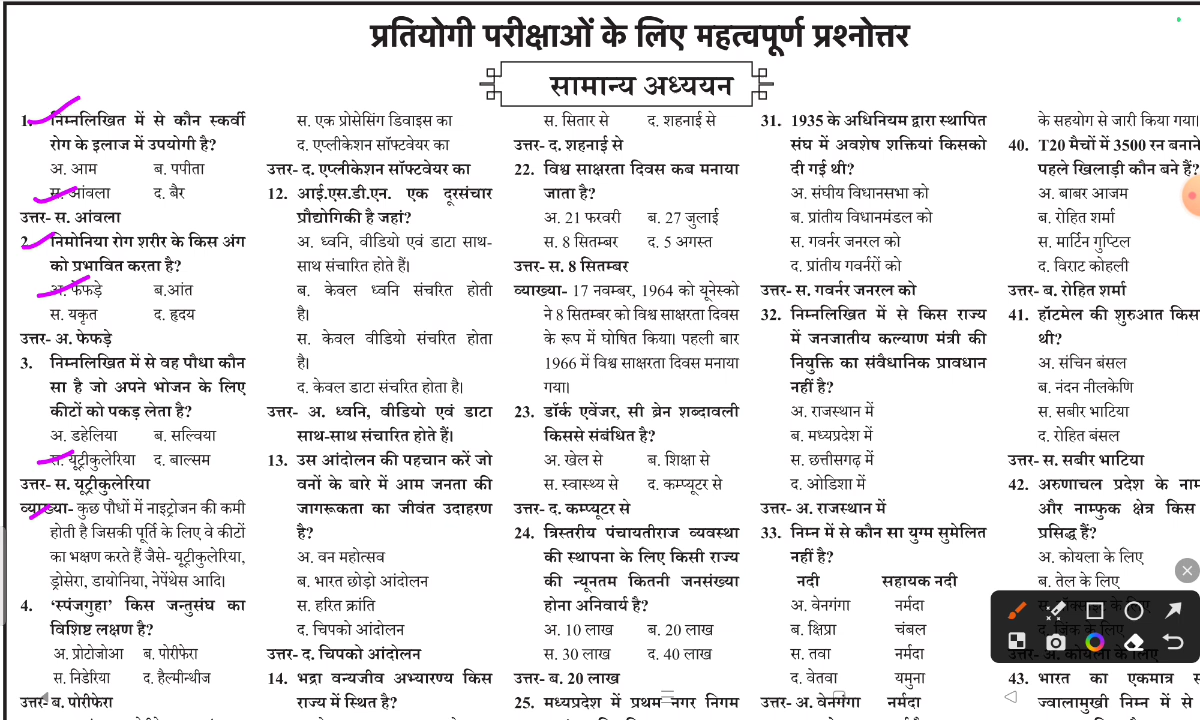 प्रतियोगी परीक्षाओं के लिए महत्वपूर्ण प्रश्नोत्तर
सामान्य अध्ययन
1. निम्नलिखित में से कौन स्कर्वी
रोग के इलाज में उपयोगी है?
अ. आम ब. पपीता
स. आंवला द. बैर
उत्तर- स. आंवला
2. निमोनिया रोग शरीर के किस अंग
को प्रभावित करता है?
अ. फेफड़े ब.आंत
स. यकृत द. हृदय
उत्तर- अ. फेफड़े
3. निम्नलिखित में से वह पौधा कौन
सा है जो अपने भोजन के लिए
कीटों को पकड़ लेता है?
अ. डहेलिया ब. सल्विया
स. यूट्रीकुलेरिया द. बाल्सम
उत्तर- स. यूट्रीकुलेरिया
व्याख्या- कुछ पौधों में नाइट्रोजन की कमी
होती है जिसकी पूर्ति के लिए वे कीटों
का भक्षण करते हैं जैसे- यूट्रीकुलेरिया,
ड्रोसेरा, डायोनिया, नेपेंथेस आदि।
4. ‘स्पंजगुहा’ किस जन्तुसंघ का
विशिष्ट लक्षण है?
अ. प्रोटोजोआ ब. पोरीफेरा
स. निडेरिया द. हैल्मीन्थीज
उत्तर- ब. पोरीफेरा
स. एक प्रोसेसिंग डिवाइस का
द. एप्लीकेशन सॉफ्टवेयर का
उत्तर- द. एप्लीकेशन सॉफ्टवेयर का
12. आई.एस.डी.एन. एक दूरसंचार
प्रौद्योगिकी है जहां?
अ. ध्वनि, वीडियो एवं डाटा साथ-
साथ संचारित होते हैं।
ब. केवल ध्वनि संचरित होती
है।
स. केवल वीडियो संचरित होता
है।
द. केवल डाटा संचरित होता है।
उत्तर- अ. ध्वनि, वीडियो एवं डाटा
साथ-साथ संचारित होते हैं।
13. उस आंदोलन की पहचान करें जो
वनों के बारे में आम जनता की
जागरूकता का जीवंत उदाहरण
है?
अ. वन महोत्सव
ब. भारत छोड़ो आंदोलन
स. हरित क्रांति
द. चिपको आंदोलन
उत्तर- द. चिपको आंदोलन
14. भद्रा वन्यजीव अभ्यारण्य किस
राज्य में स्थित है?
स. सितार से द. शहनाई से
उत्तर- द. शहनाई से
22. विश्व साक्षरता दिवस कब मनाया
जाता है?
अ. 21 फरवरी ब. 27 जुलाई
स. 8 सितम्बर द. 5 अगस्त
उत्तर- स. 8 सितम्बर
व्याख्या- 17 नवम्बर, 1964 को यूनेस्को
ने 8 सितम्बर को विश्व साक्षरता दिवस
के रूप में घोषित किया। पहली बार
1966 में विश्व साक्षरता दिवस मनाया
गया।
23. डॉर्क एवेंजर, सी ब्रेन शब्दावली
किससे संबंधित है?
अ. खेल से ब. शिक्षा से
स. स्वास्थ्य से द. कम्प्यूटर से
उत्तर- द. कम्प्यूटर से
24. त्रिस्तरीय पंचायतीराज व्यवस्था
की स्थापना के लिए किसी राज्य
की न्यूनतम कितनी जनसंख्या
होना अनिवार्य है?
अ. 10 लाख ब. 20 लाख
स. 30 लाख द. 40 लाख
उत्तर- ब. 20 लाख
25. मध्यप्रदेश में प्रथम नगर निगम
31. 1935 के अधिनियम द्वारा स्थापित
संघ में अवशेष शक्तियां किसको
दी गई थी?
अ. संघीय विधानसभा को
ब. प्रांतीय विधानमंडल को
स. गवर्नर जनरल को
द. प्रांतीय गवर्नरों को
उत्तर- स. गवर्नर जनरल को
32. निम्नलिखित में से किस राज्य
में जनजातीय कल्याण मंत्री की
नियुक्ति का संवैधानिक प्रावधान
नहीं है?
अ. राजस्थान में
ब. मध्यप्रदेश में
स. छत्तीसगढ़ में
द. ओडिशा में
उत्तर- अ. राजस्थान में
33. निम्न में से कौन सा युग्म सुमेलित
नहीं है?
नदी सहायक नदी
अ. वेनगंगा नर्मदा
ब. क्षिप्रा चंबल
स. तवा नर्मदा
द. वेतवा यमुना
उत्तर- अ. वेनगंगा नर्मदा
के सहयोग से जारी किया गया।
40. T20 मैचों में 3500 रन बनाने
पहले खिलाड़ी कौन बने हैं?
अ. बाबर आजम
ब. रोहित शर्मा
स. मार्टिन गुप्टिल
द. विराट कोहली
उत्तर- ब. रोहित शर्मा
41. हॉटमेल की शुरुआत किस
थी?
अ. संचिन बंसल
ब. नंदन नीलकेणि
स. सबीर भाटिया
द. रोहित बंसल
उत्तर- स. सबीर भाटिया
42. अरुणाचल प्रदेश के नाम
और नाम्फुक क्षेत्र किस
प्रसिद्ध हैं?
अ. कोयला के लिए
ब. तेल के लिए
के लिए
द. जिंक के लिए
उत्तर- अ. कोयला के लिए
43. भारत का एकमात्र स
ज्वालामुखी निम्न में से